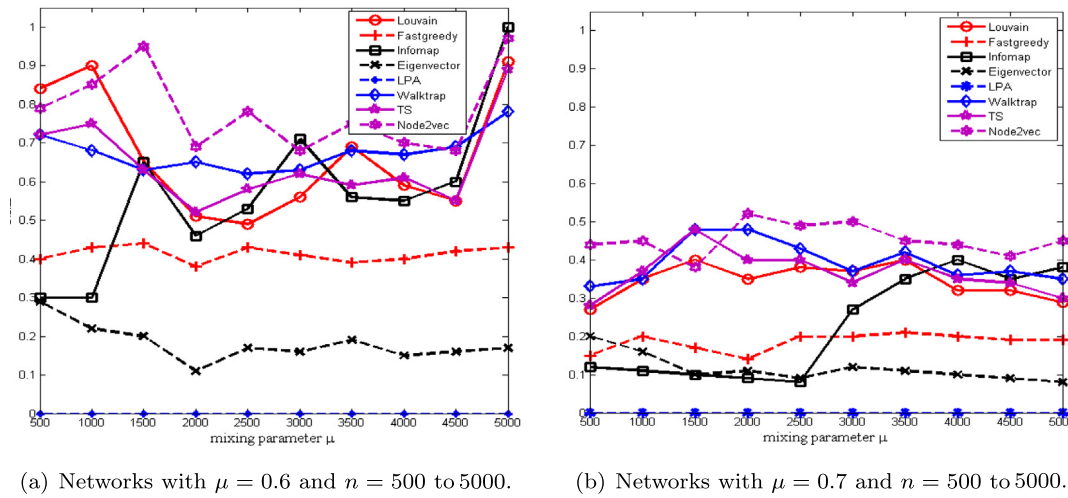 1
0.9
0.8
0.7
0.6
0.5
0.4
0.3
0.2
0.1
0
500 1000 1500 2000 2500 3000 3500 4000 4500 5000
mixing parameter μ
Louvain
Fastgreedy
Infomap
Eigenvector
LPA
Walktrap
TS
Node2vec
(a) Networks with μ = 0.6 and n = 500 to 5000.
1
0.9
0.8
0.7
0.6
0.5
0.4
0.3
0.2
0.1
0
500 1000 1500 2000 2500 3000 3500 4000 4500 5000
mixing parameter μ
Louvain
Fastgreedy
Infomap
Eigenvector
LPA
Walktrap
TS
Node2vec
(b) Networks with μ = 0.7 and n = 500 to 5000.